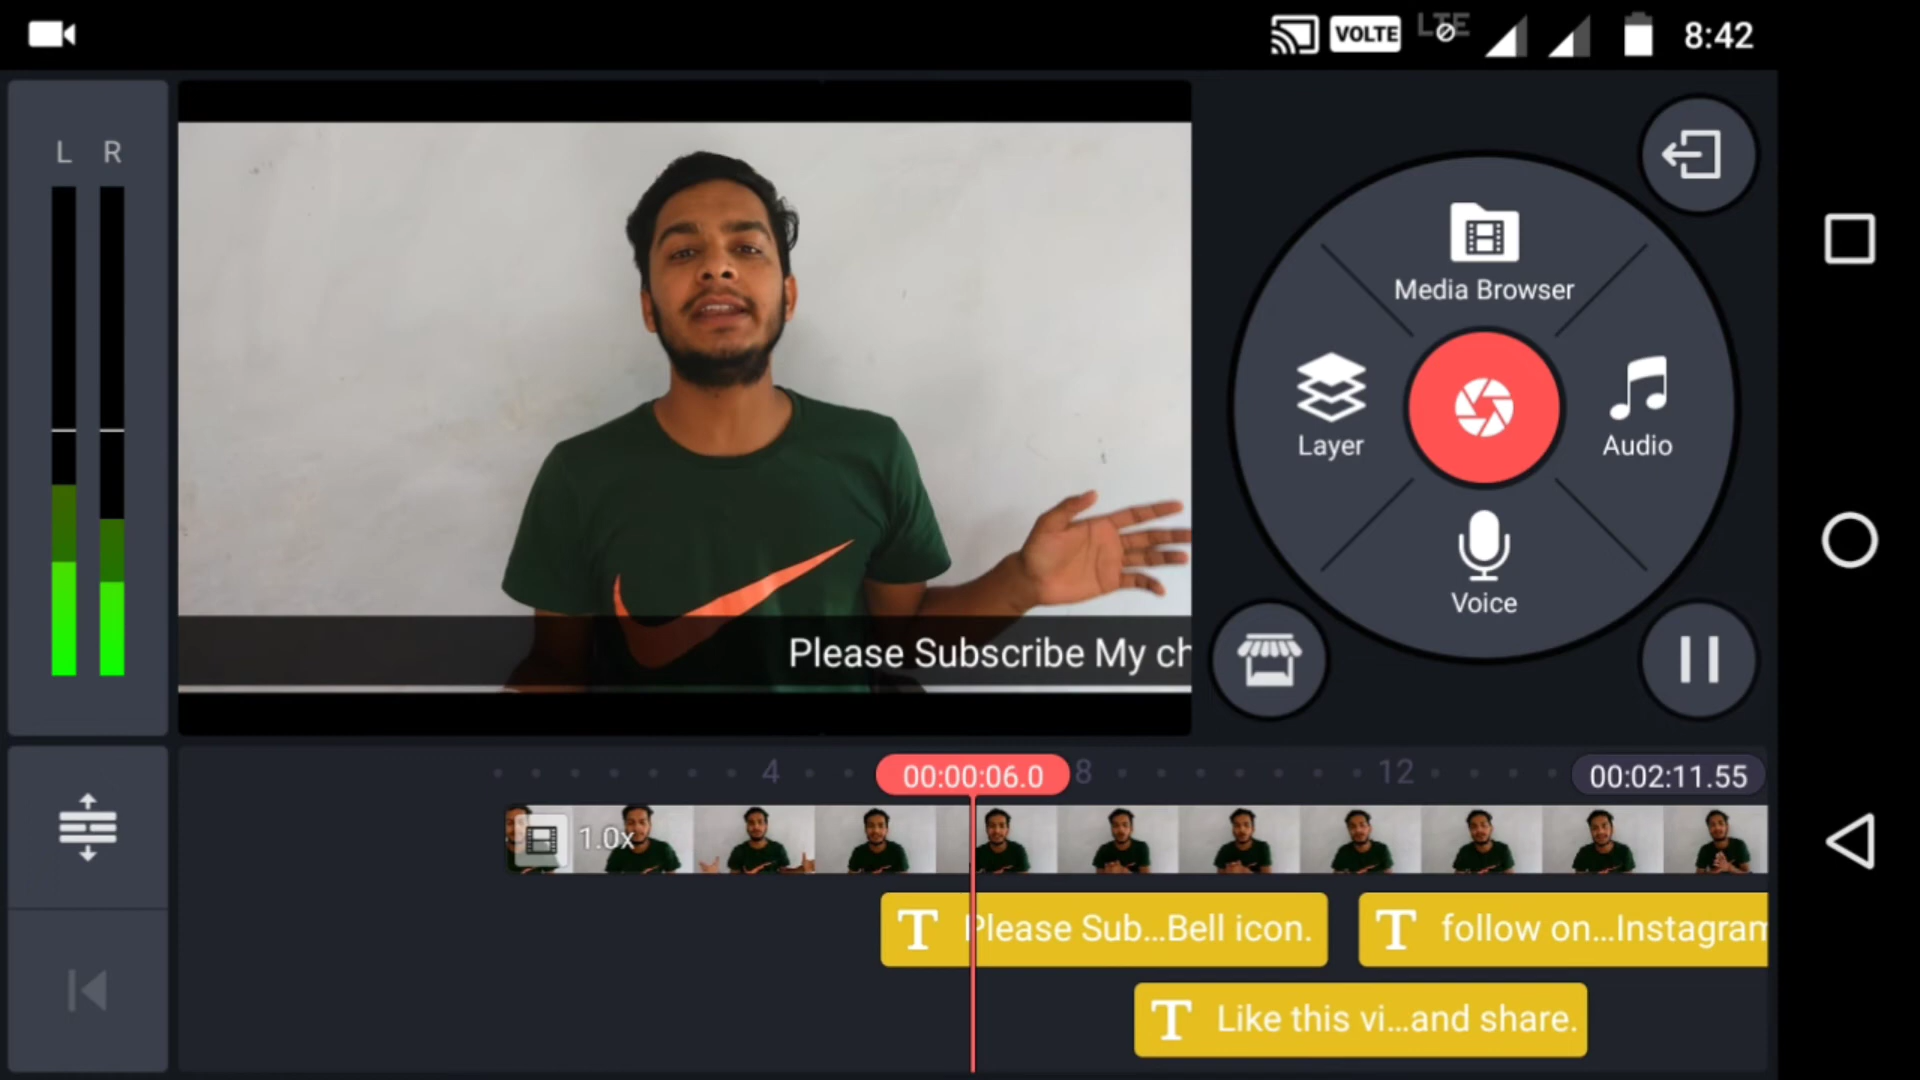 VOLTE
LTE
8:42
L R
Media Browser
Layer
Audio
Voice
Please Subscribe My ch
4
00:00:06.0
8
12
00:02:11.55
1.0x
T Please Sub...Bell icon.
T follow on...Instagram
T Like this vi...and share.